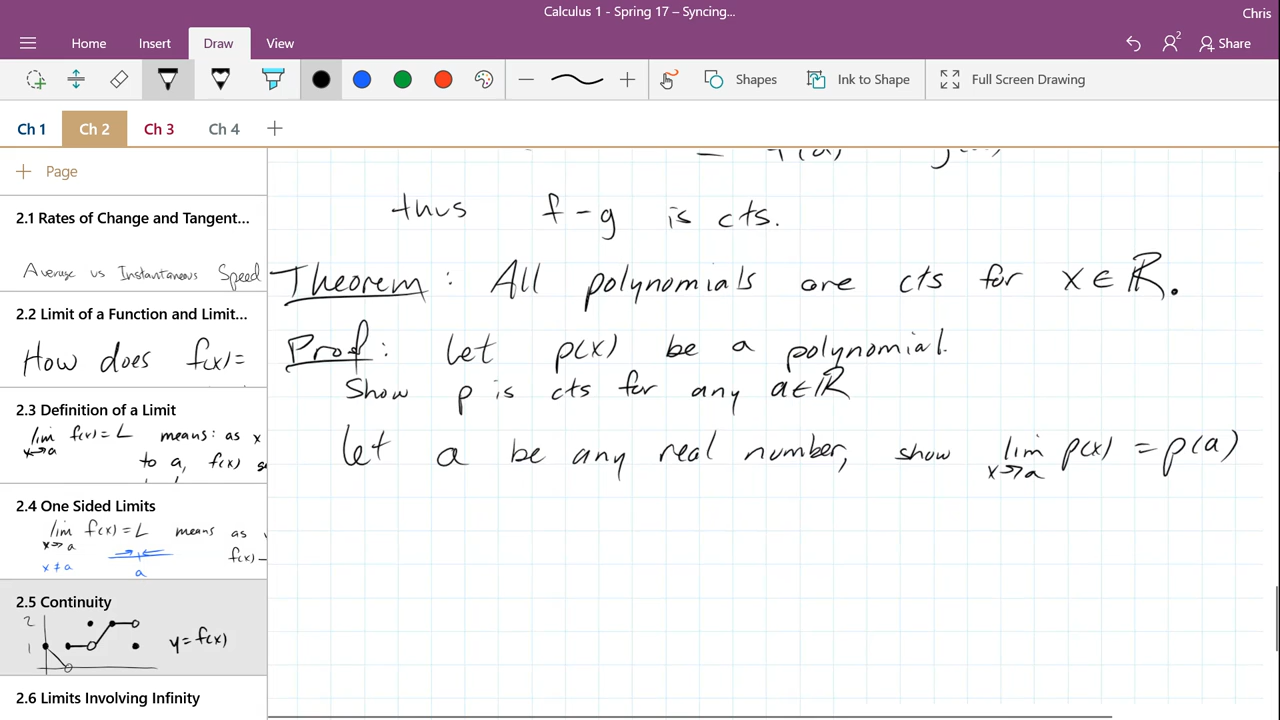 Calculus 1 - Spring 17 – Syncing...
Chris
Home Insert Draw View
Share
Shapes Ink to Shape Full Screen Drawing
Ch 1 Ch 2 Ch 3 Ch 4
Page
2.1 Rates of Change and Tangent...
Average vs Instantaneous Speed
2.2 Limit of a Function and Limit...
How does f(x)=
2.3 Definition of a Limit
lim f(x) = L means: as x
x→a to a, f(x)
2.4 One Sided Limits
lim f(x) = L means as
x→a f(x)
x≠a a
2.5 Continuity
2
1 y=f(x)
2.6 Limits Involving Infinity
thus f-g is cts.
Theorem: All polynomials are cts for x∈ℝ.
Proof: let p(x) be a polynomial.
Show p is cts for any a∈ℝ
let a be any real number, show lim p(x) = p(a)
x→a